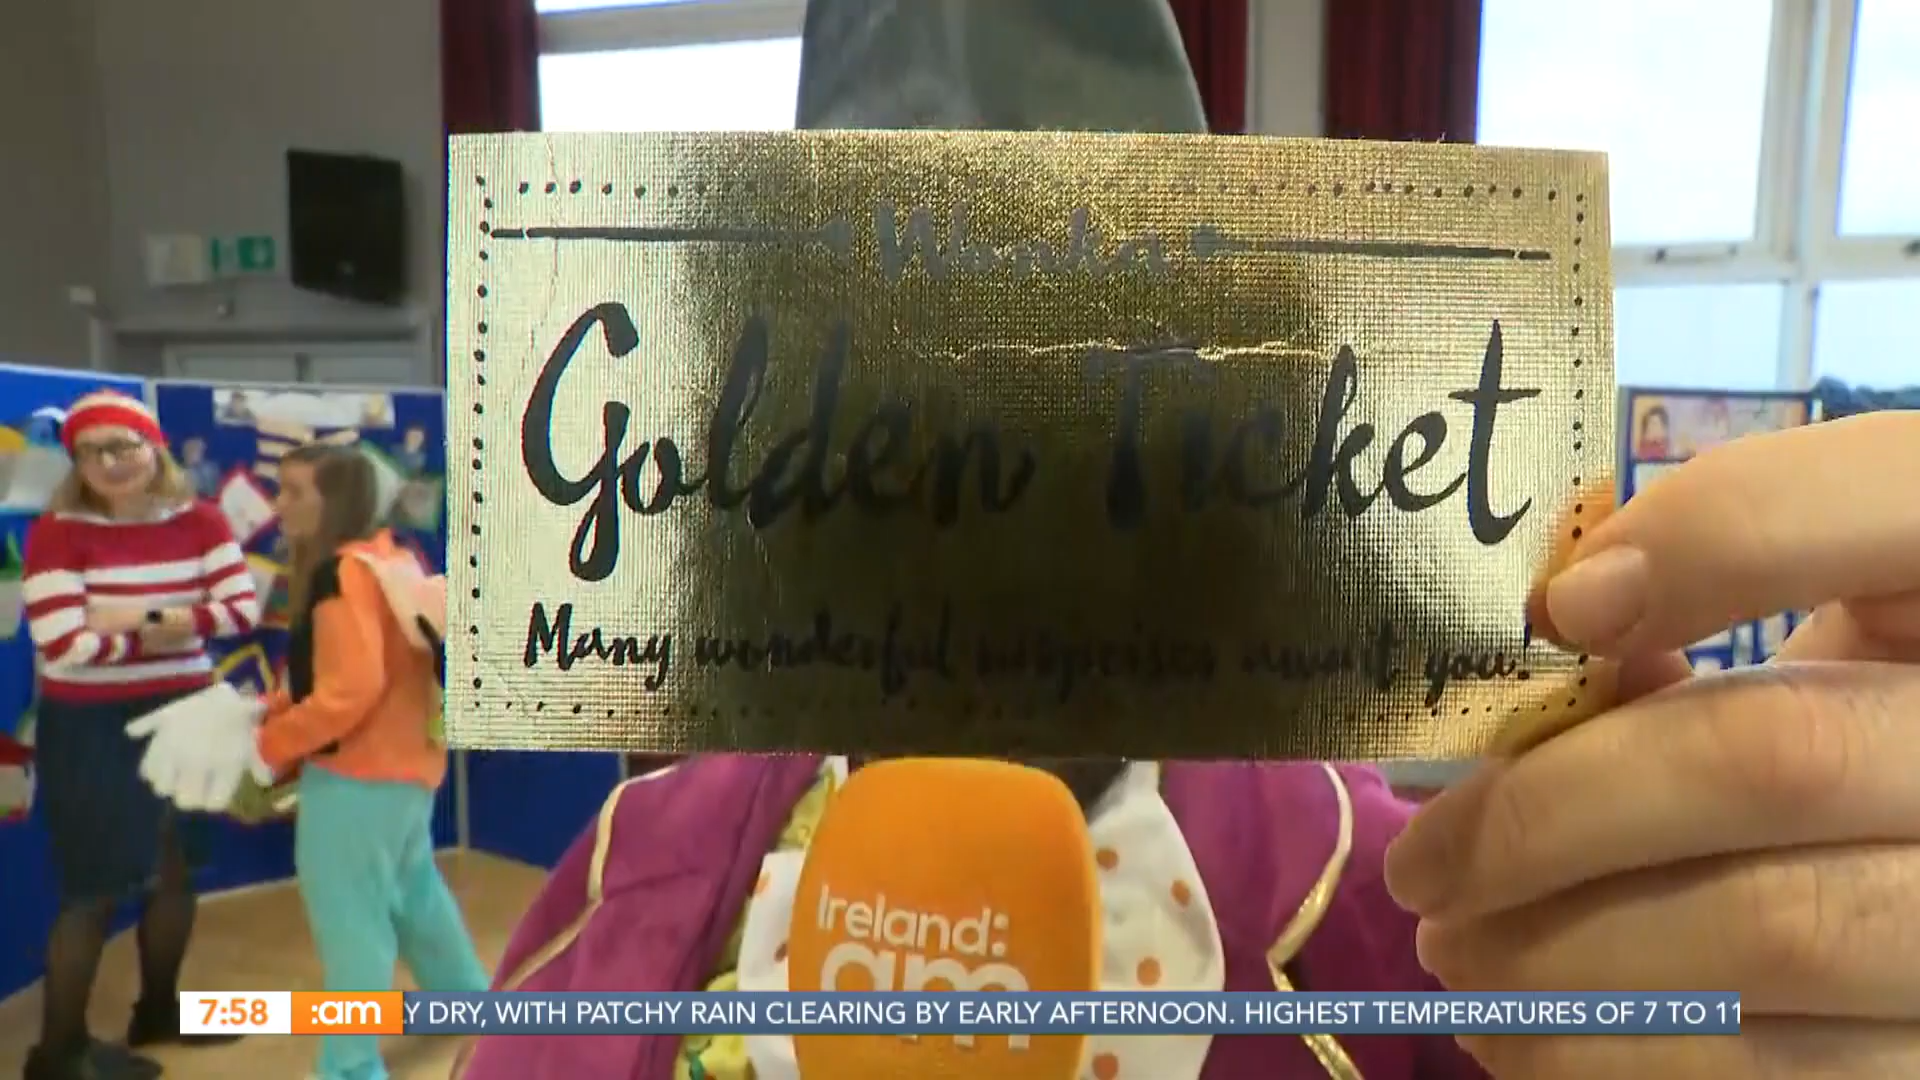 Wonka
Golden Ticket
Many wonderful surprises await you!
Ireland:
am
7:58 :am Y DRY, WITH PATCHY RAIN CLEARING BY EARLY AFTERNOON. HIGHEST TEMPERATURES OF 7 TO 11